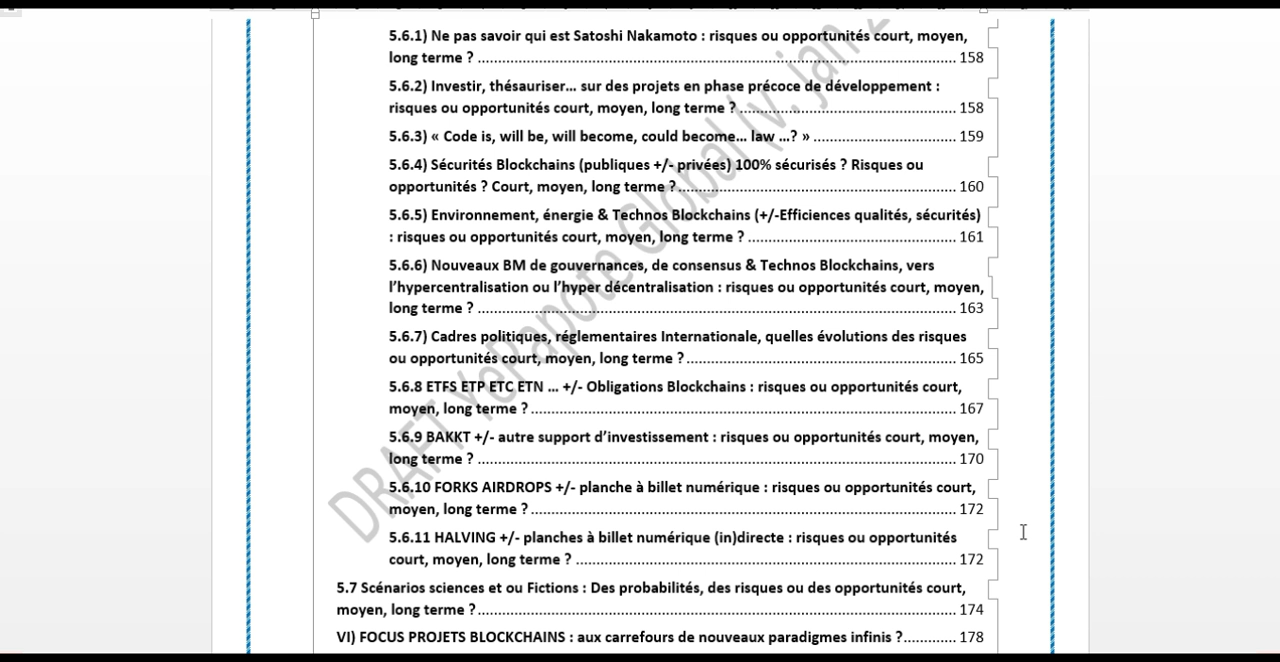 5.6.1) Ne pas savoir qui est Satoshi Nakamoto : risques ou opportunités court, moyen,
long terme ? ........ 158
5.6.2) Investir, thésauriser... sur des projets en phase précoce de développement :
risques ou opportunités court, moyen, long terme ? ........ 158
5.6.3) « Code is, will be, will become, could become... law ...? » ........ 159
5.6.4) Sécurités Blockchains (publiques +/- privées) 100% sécurisés ? Risques ou
opportunités ? Court, moyen, long terme ? ........ 160
5.6.5) Environnement, énergie & Technos Blockchains (+/-Efficiences qualités, sécurités)
: risques ou opportunités court, moyen, long terme ? ........ 161
5.6.6) Nouveaux BM de gouvernances, de consensus & Technos Blockchains, vers
l’hypercentralisation ou l’hyper décentralisation : risques ou opportunités court, moyen,
long terme ? ........ 163
5.6.7) Cadres politiques, réglementaires Internationale, quelles évolutions des risques
ou opportunités court, moyen, long terme ? ........ 165
5.6.8 ETFS ETP ETC ETN ... +/- Obligations Blockchains : risques ou opportunités court,
moyen, long terme ? ........ 167
5.6.9 BAKKT +/- autre support d’investissement : risques ou opportunités court, moyen,
long terme ? ........ 170
5.6.10 FORKS AIRDROPS +/- planche à billet numérique : risques ou opportunités court,
moyen, long terme ? ........ 172
5.6.11 HALVING +/- planches à billet numérique (in)directe : risques ou opportunités
court, moyen, long terme ? ........ 172
5.7 Scénarios sciences et ou Fictions : Des probabilités, des risques ou des opportunités court,
moyen, long terme ? ........ 174
VI) FOCUS PROJETS BLOCKCHAINS : aux carrefours de nouveaux paradigmes infinis ? ........ 178
DRAFT YaPapote.Global (v. jan 2